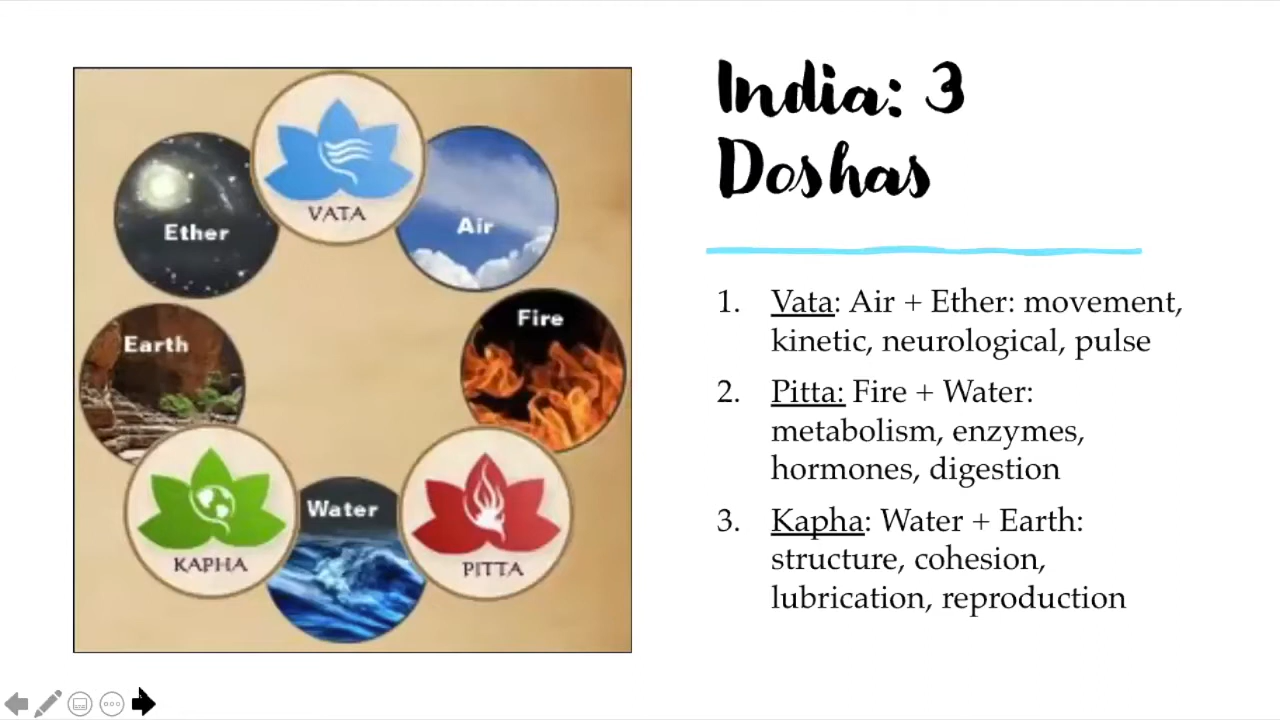 VATA
Ether
Air
Earth
Fire
KAPHA
Water
PITTA
India: 3
Doshas
1. Vata: Air + Ether: movement,
kinetic, neurological, pulse
2. Pitta: Fire + Water:
metabolism, enzymes,
hormones, digestion
3. Kapha: Water + Earth:
structure, cohesion,
lubrication, reproduction